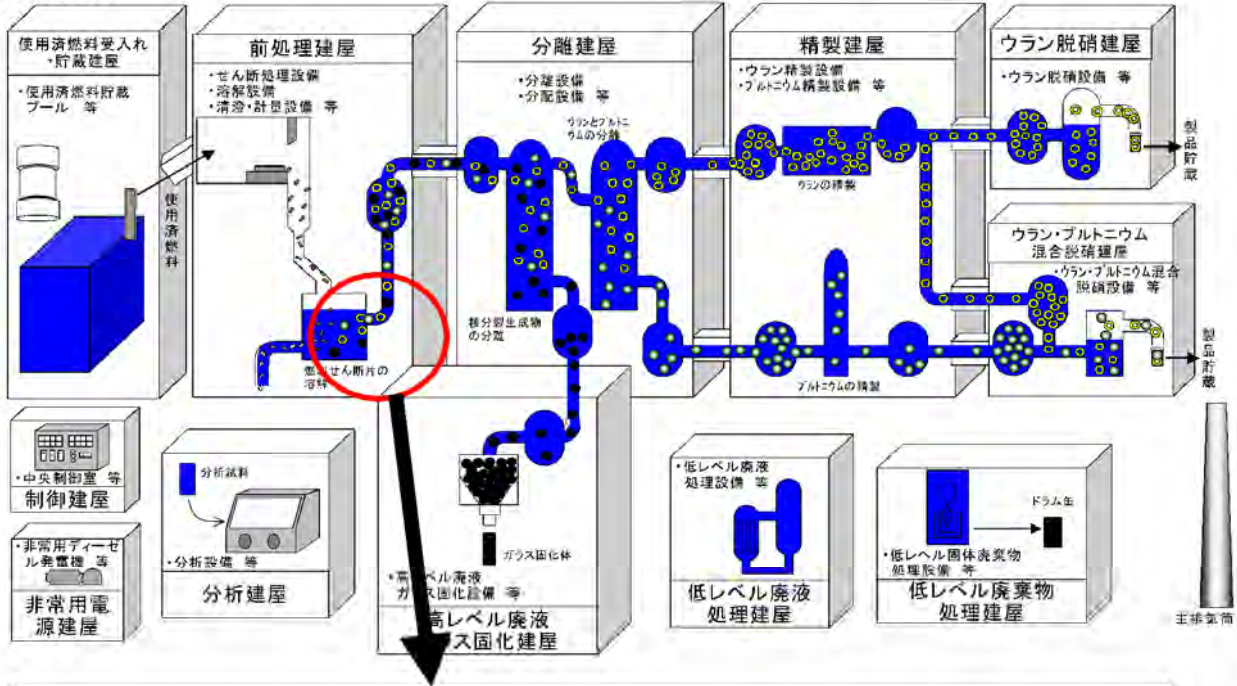 使用済燃料受入れ
・貯蔵建屋
・使用済燃料貯蔵
プール 等
使用済燃料
前処理建屋
・せん断処理設備
・溶解設備
・清澄・計量設備 等
燃料せん断片の
溶解
分離建屋
・分離設備
・分配設備 等
ウランとプルトニ
ウムの分離
核分裂生成物
の分離
精製建屋
・ウラン精製設備
・プルトニウム精製設備 等
ウランの精製
プルトニウムの精製
ウラン脱硝建屋
・ウラン脱硝設備 等
製品貯蔵
ウラン・プルトニウム
混合脱硝建屋
・ウラン・プルトニウム混合
脱硝設備 等
製品貯蔵
・中央制御室 等
制御建屋
・非常用ディーゼ
ル発電機 等
非常用電
源建屋
分析試料
・分析設備 等
分析建屋
ガラス固化体
・高レベル廃液
ガラス固化設備 等
高レベル廃液
ガラス固化建屋
・低レベル廃液
処理設備 等
低レベル廃液
処理建屋
ドラム缶
・低レベル固体廃棄物
処理設備 等
低レベル廃棄物
処理建屋
主排気筒